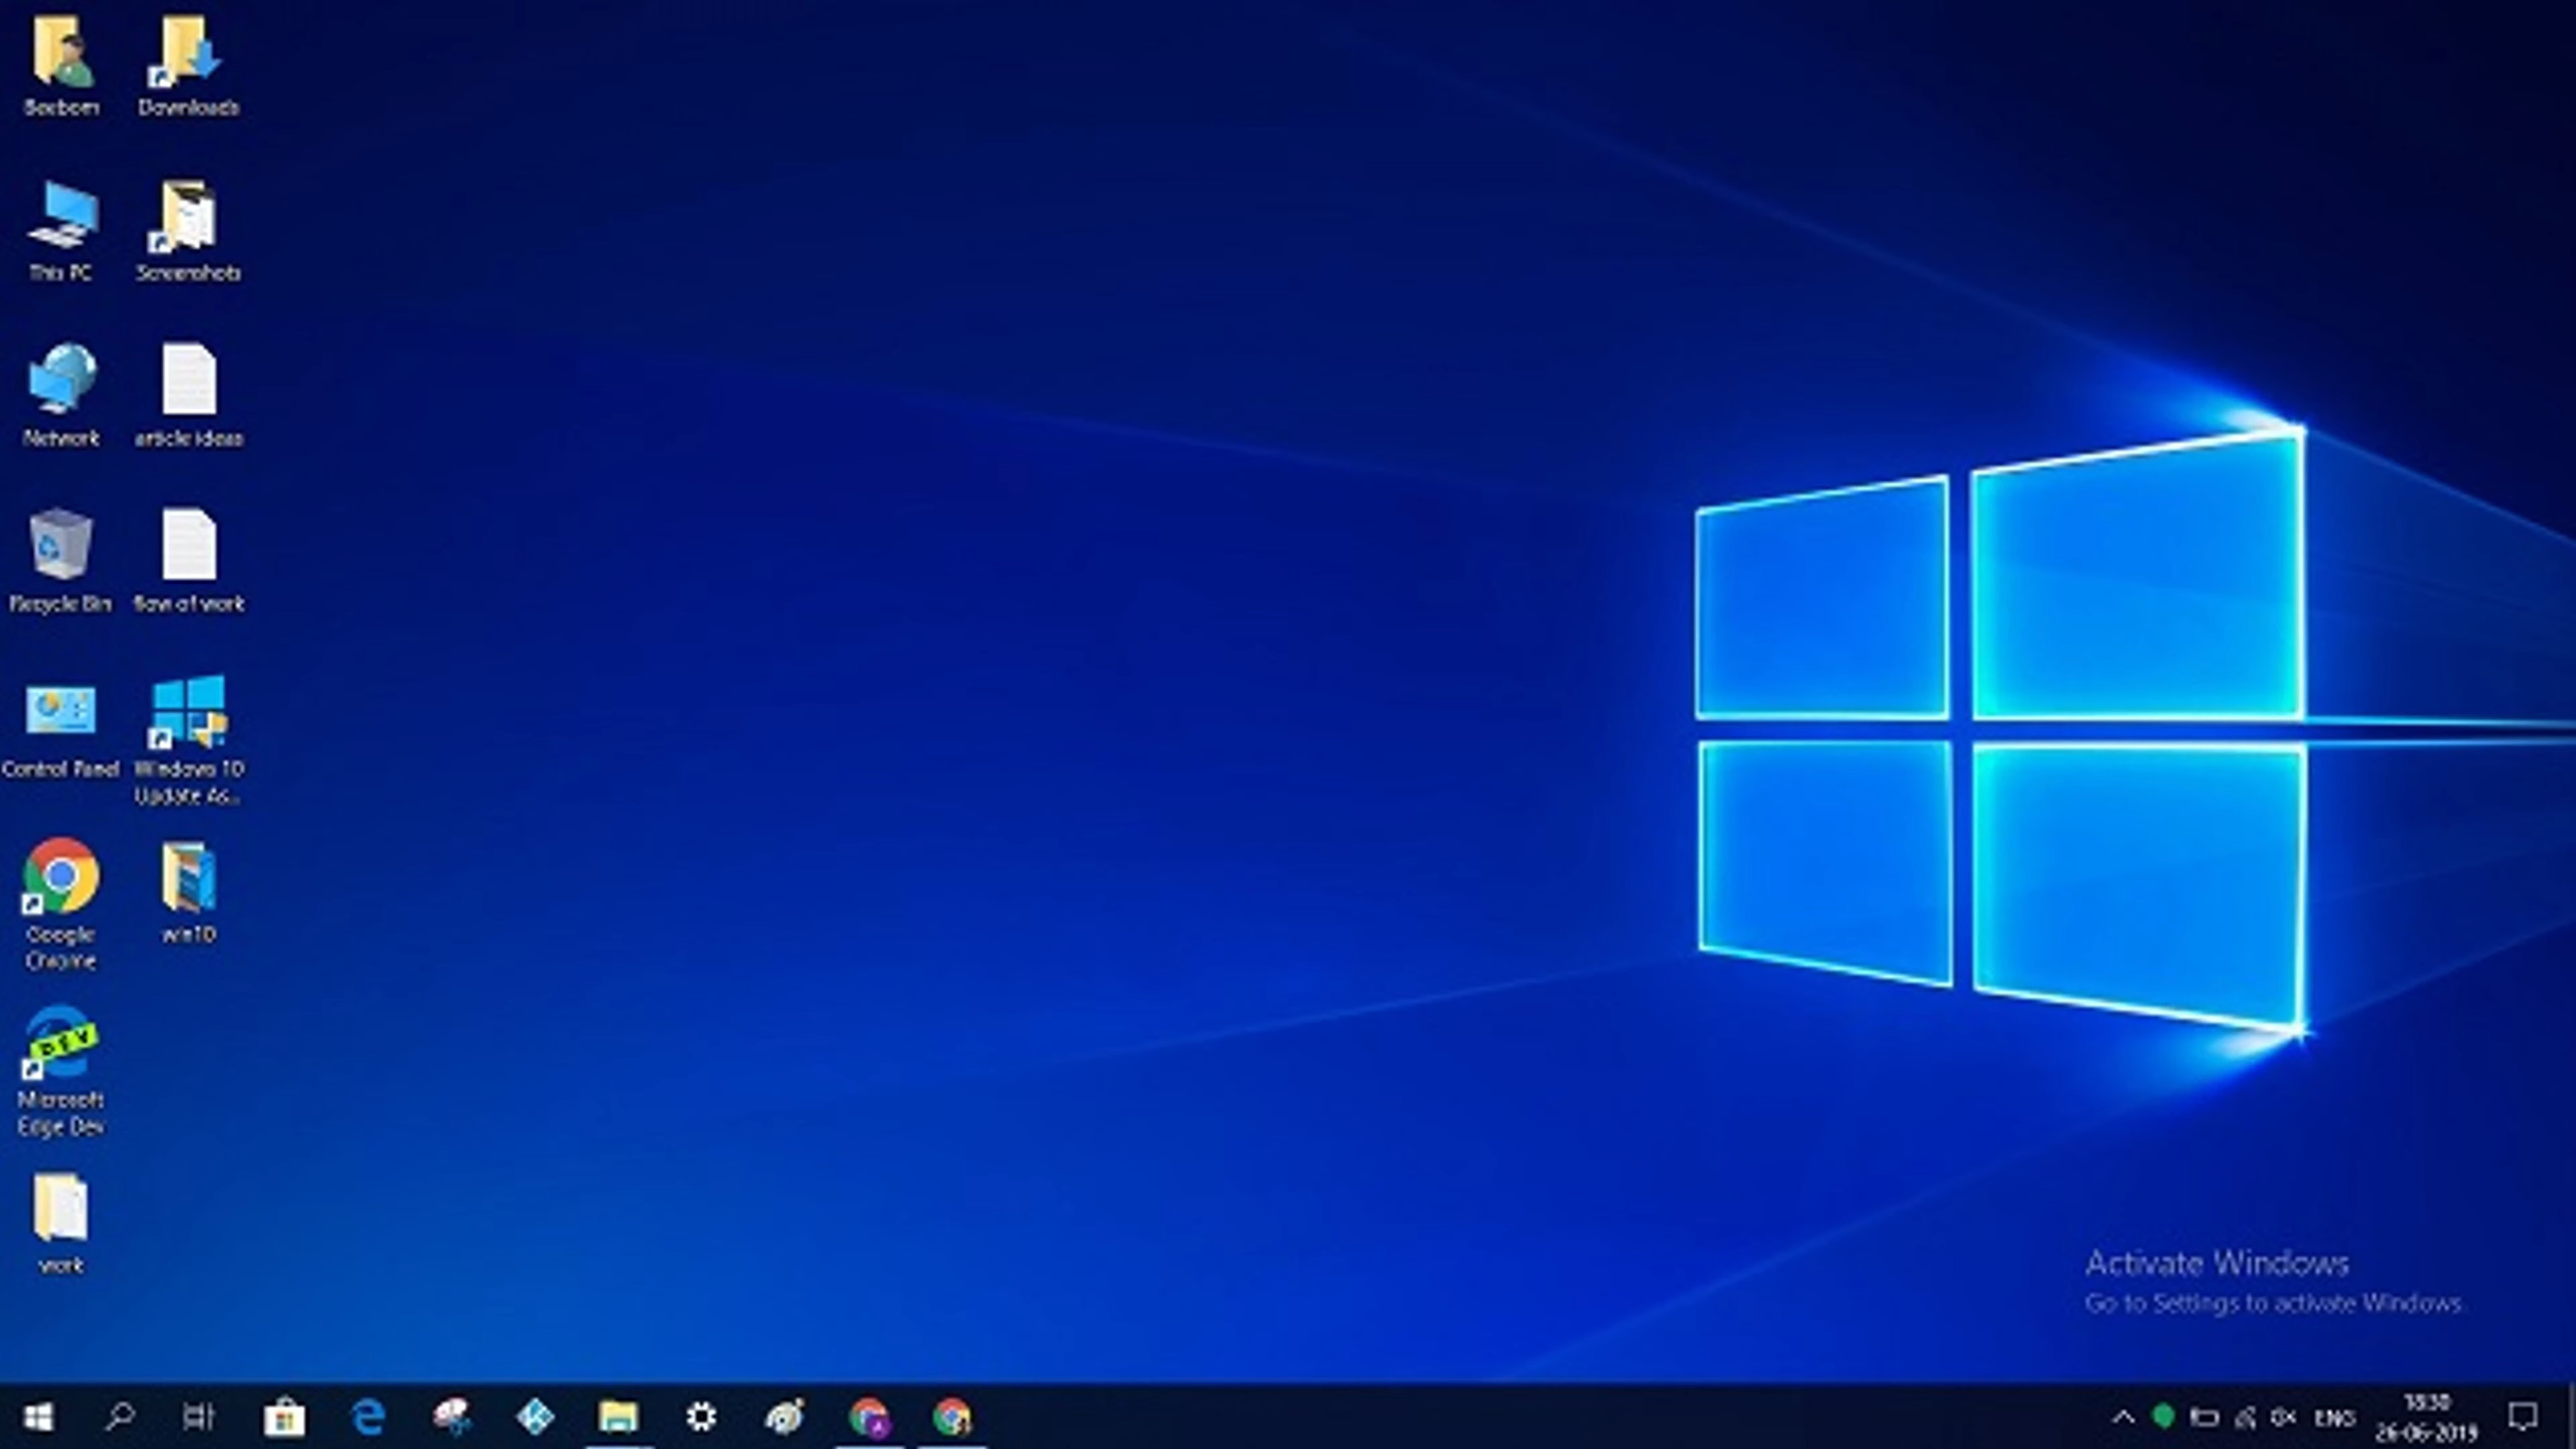 Beebom
Downloads
This PC
Screenshots
Network
article ideas
Recycle Bin
flow of work
Control Panel
Windows 10
Update As...
Google
Chrome
win10
DEV
Microsoft
Edge Dev
work
Activate Windows
Go to Settings to activate Windows.
ENG
18:30
26-06-2019